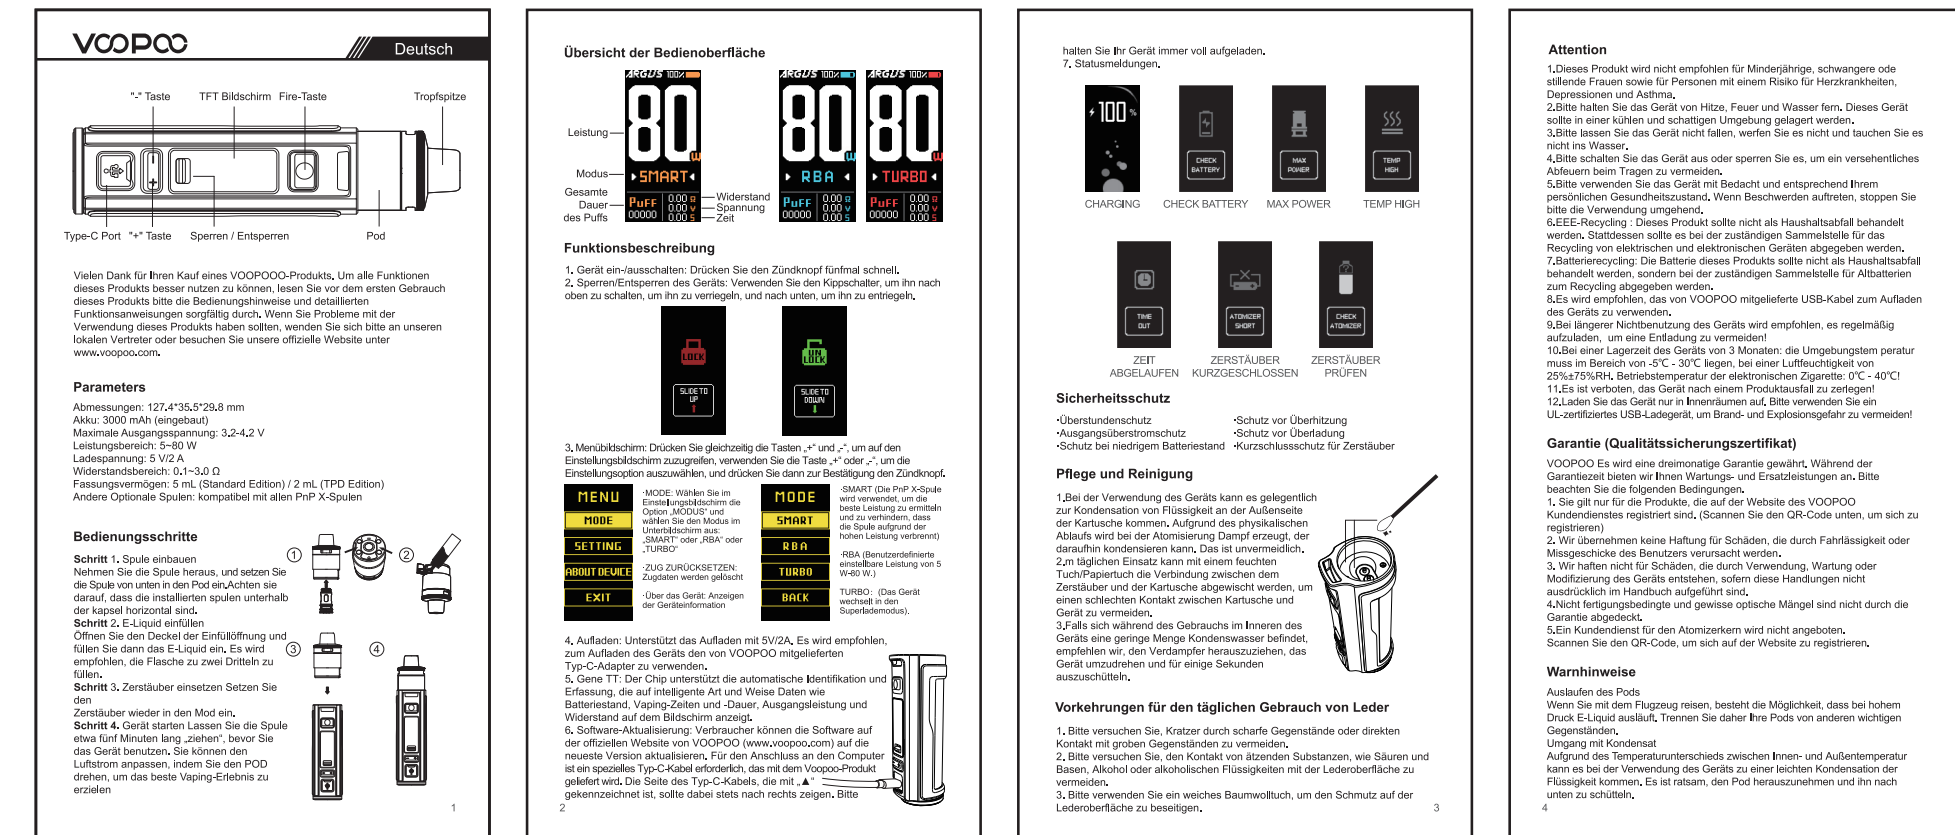 VOOPOO
Deutsch
"-" Taste
TFT Bildschirm
Fire-Taste
Tropfspitze
Type-C Port
"+" Taste
Sperren / Entsperren
Pod
Vielen Dank für Ihren Kauf eines VOOPOOO-Produkts. Um alle Funktionen
dieses Produkts besser nutzen zu können, lesen Sie vor dem ersten Gebrauch
dieses Produkts bitte die Bedienungshinweise und detaillierten
Funktionsanweisungen sorgfältig durch. Wenn Sie Probleme mit der
Verwendung dieses Produkts haben sollten, wenden Sie sich bitte an unseren
lokalen Vertreter oder besuchen Sie unsere offizielle Website unter
www.voopoo.com.
Parameters
Abmessungen: 127.4*35.5*29.8 mm
Akku: 3000 mAh (eingebaut)
Maximale Ausgangsspannung: 3.2-4.2 V
Leistungsbereich: 5~80 W
Ladespannung: 5 V/2 A
Widerstandsbereich: 0.1~3.0 Ω
Fassungsvermögen: 5 mL (Standard Edition) / 2 mL (TPD Edition)
Andere Optionale Spulen: kompatibel mit allen PnP X-Spulen
Bedienungsschritte
Schritt 1. Spule einbauen
Nehmen Sie die Spule heraus, und setzen Sie
die Spule von unten in den Pod ein.Achten sie
darauf, dass die installierten spulen unterhalb
der kapsel horizontal sind.
Schritt 2. E-Liquid einfüllen
Öffnen Sie den Deckel der Einfüllöffnung und
füllen Sie dann das E-Liquid ein. Es wird
empfohlen, die Flasche zu zwei Dritteln zu
füllen.
Schritt 3. Zerstäuber einsetzen Setzen Sie
den
Zerstäuber wieder in den Mod ein.
Schritt 4. Gerät starten Lassen Sie die Spule
etwa fünf Minuten lang „ziehen“, bevor Sie
das Gerät benutzen. Sie können den
Luftstrom anpassen, indem Sie den POD
drehen, um das beste Vaping-Erlebnis zu
erzielen
1
2
3
4
1
Übersicht der Bedienoberfläche
ARGUS 100%
80W
SMART
PUFF
00000
0.00 Ω
0.00 V
0.00 S
ARGUS 100%
80W
RBA
PUFF
00000
0.00 Ω
0.00 V
0.00 S
ARGUS 100%
80W
TURBO
PUFF
00000
0.00 Ω
0.00 V
0.00 S
Leistung
Modus
Gesamte
Dauer
des Puffs
Widerstand
Spannung
Zeit
Funktionsbeschreibung
1. Gerät ein-/ausschalten: Drücken Sie den Zündknopf fünfmal schnell.
2. Sperren/Entsperren des Geräts: Verwenden Sie den Kippschalter, um ihn nach
oben zu schalten, um ihn zu verriegeln, und nach unten, um ihn zu entriegeln.
LOCK
SLIDE TO
UP
UN
LOCK
SLIDE TO
DOWN
3. Menübildschirm: Drücken Sie gleichzeitig die Tasten „+“ und „-“, um auf den
Einstellungsbildschirm zuzugreifen, verwenden Sie die Taste „+“ oder „-“, um die
Einstellungsoption auszuwählen, und drücken Sie dann zur Bestätigung den Zündknopf.
MENU
MODE
SETTING
ABOUT DEVICE
EXIT
·MODE: Wählen Sie im
Einstellungsbildschirm die
Option „MODUS“ und
wählen Sie den Modus im
Unterbildschirm aus:
„SMART“ oder „RBA“ oder
„TURBO“
·ZUG ZURÜCKSETZEN:
Zugdaten werden gelöscht
·Über das Gerät: Anzeigen
der Geräteinformation
MODE
SMART
RBA
TURBO
BACK
·SMART (Die PnP X-Spule
wird verwendet, um die
beste Leistung zu ermitteln
und zu verhindern, dass
die Spule aufgrund der
hohen Leistung verbrennt)
·RBA (Benutzerdefinierte
einstellbare Leistung von 5
W-80 W.)
TURBO: (Das Gerät
wechselt in den
Superlademodus).
4. Aufladen: Unterstützt das Aufladen mit 5V/2A. Es wird empfohlen,
zum Aufladen des Geräts den von VOOPOO mitgelieferten
Typ-C-Adapter zu verwenden.
5. Gene TT: Der Chip unterstützt die automatische Identifikation und
Erfassung, die auf intelligente Art und Weise Daten wie
Batteriestand, Vaping-Zeiten und -Dauer, Ausgangsleistung und
Widerstand auf dem Bildschirm anzeigt.
6. Software-Aktualisierung: Verbraucher können die Software auf
der offiziellen Website von VOOPOO (www.voopoo.com) auf die
neueste Version aktualisieren. Für den Anschluss an den Computer
ist ein spezielles Typ-C-Kabel erforderlich, das mit dem Voopoo-Produkt
geliefert wird. Die Seite des Typ-C-Kabels, die mit „▲“
gekennzeichnet ist, sollte dabei stets nach rechts zeigen. Bitte
2
halten Sie Ihr Gerät immer voll aufgeladen.
7. Statusmeldungen.
100%
CHECK
BATTERY
MAX
POWER
TEMP
HIGH
CHARGING
CHECK BATTERY
MAX POWER
TEMP HIGH
TIME
OUT
ATOMIZER
SHORT
CHECK
ATOMIZER
ZEIT
ABGELAUFEN
ZERSTÄUBER
KURZGESCHLOSSEN
ZERSTÄUBER
PRÜFEN
Sicherheitsschutz
·Überstundenschutz
·Ausgangsüberstromschutz
·Schutz bei niedrigem Batteriestand
·Schutz vor Überhitzung
·Schutz vor Überladung
·Kurzschlussschutz für Zerstäuber
Pflege und Reinigung
1.Bei der Verwendung des Geräts kann es gelegentlich
zur Kondensation von Flüssigkeit an der Außenseite
der Kartusche kommen. Aufgrund des physikalischen
Ablaufs wird bei der Atomisierung Dampf erzeugt, der
daraufhin kondensieren kann. Das ist unvermeidlich.
2.m täglichen Einsatz kann mit einem feuchten
Tuch/Papiertuch die Verbindung zwischen dem
Zerstäuber und der Kartusche abgewischt werden, um
einen schlechten Kontakt zwischen Kartusche und
Gerät zu vermeiden.
3.Falls sich während des Gebrauchs im Inneren des
Geräts eine geringe Menge Kondenswasser befindet,
empfehlen wir, den Verdampfer herauszuziehen, das
Gerät umzudrehen und für einige Sekunden
auszuschütteln.
Vorkehrungen für den täglichen Gebrauch von Leder
1. Bitte versuchen Sie, Kratzer durch scharfe Gegenstände oder direkten
Kontakt mit groben Gegenständen zu vermeiden.
2. Bitte versuchen Sie, den Kontakt von ätzenden Substanzen, wie Säuren und
Basen, Alkohol oder alkoholischen Flüssigkeiten mit der Lederoberfläche zu
vermeiden.
3. Bitte verwenden Sie ein weiches Baumwolltuch, um den Schmutz auf der
Lederoberfläche zu beseitigen.
3
Attention
1.Dieses Produkt wird nicht empfohlen für Minderjährige, schwangere ode
stillende Frauen sowie für Personen mit einem Risiko für Herzkrankheiten,
Depressionen und Asthma.
2.Bitte halten Sie das Gerät von Hitze, Feuer und Wasser fern. Dieses Gerät
sollte in einer kühlen und schattigen Umgebung gelagert werden.
3.Bitte lassen Sie das Gerät nicht fallen, werfen Sie es nicht und tauchen Sie es
nicht ins Wasser.
4.Bitte schalten Sie das Gerät aus oder sperren Sie es, um ein versehentliches
Abfeuern beim Tragen zu vermeiden.
5.Bitte verwenden Sie das Gerät mit Bedacht und entsprechend Ihrem
persönlichen Gesundheitszustand. Wenn Beschwerden auftreten, stoppen Sie
bitte die Verwendung umgehend.
6.EEE-Recycling : Dieses Produkt sollte nicht als Haushaltsabfall behandelt
werden. Stattdessen sollte es bei der zuständigen Sammelstelle für das
Recycling von elektrischen und elektronischen Geräten abgegeben werden.
7.Batterierecycling: Die Batterie dieses Produkts sollte nicht als Haushaltsabfall
behandelt werden, sondern bei der zuständigen Sammelstelle für Altbatterien
zum Recycling abgegeben werden.
8.Es wird empfohlen, das von VOOPOO mitgelieferte USB-Kabel zum Aufladen
des Geräts zu verwenden.
9.Bei längerer Nichtbenutzung des Geräts wird empfohlen, es regelmäßig
aufzuladen, um eine Entladung zu vermeiden!
10.Bei einer Lagerzeit des Geräts von 3 Monaten: die Umgebungstem peratur
muss im Bereich von -5℃ - 30℃ liegen, bei einer Luftfeuchtigkeit von
25%±75%RH. Betriebstemperatur der elektronischen Zigarette: 0℃ - 40℃!
11.Es ist verboten, das Gerät nach einem Produktausfall zu zerlegen!
12.Laden Sie das Gerät nur in Innenräumen auf. Bitte verwenden Sie ein
UL-zertifiziertes USB-Ladegerät, um Brand- und Explosionsgefahr zu vermeiden!
Garantie (Qualitätssicherungszertifikat)
VOOPOO Es wird eine dreimonatige Garantie gewährt. Während der
Garantiezeit bieten wir Ihnen Wartungs- und Ersatzleistungen an. Bitte
beachten Sie die folgenden Bedingungen.
1. Sie gilt nur für die Produkte, die auf der Website des VOOPOO
Kundendienstes registriert sind. (Scannen Sie den QR-Code unten, um sich zu
registrieren)
2. Wir übernehmen keine Haftung für Schäden, die durch Fahrlässigkeit oder
Missgeschicke des Benutzers verursacht werden.
3. Wir haften nicht für Schäden, die durch Verwendung, Wartung oder
Modifizierung des Geräts entstehen, sofern diese Handlungen nicht
ausdrücklich im Handbuch aufgeführt sind.
4.Nicht fertigungsbedingte und gewisse optische Mängel sind nicht durch die
Garantie abgedeckt.
5.Ein Kundendienst für den Atomizerkern wird nicht angeboten.
Scannen Sie den QR-Code, um sich auf der Website zu registrieren.
Warnhinweise
Auslaufen des Pods
Wenn Sie mit dem Flugzeug reisen, besteht die Möglichkeit, dass bei hohem
Druck E-Liquid ausläuft. Trennen Sie daher Ihre Pods von anderen wichtigen
Gegenständen.
Umgang mit Kondensat
Aufgrund des Temperaturunterschieds zwischen Innen- und Außentemperatur
kann es bei der Verwendung des Geräts zu einer leichten Kondensation der
Flüssigkeit kommen. Es ist ratsam, den Pod herauszunehmen und ihn nach
unten zu schütteln.
4